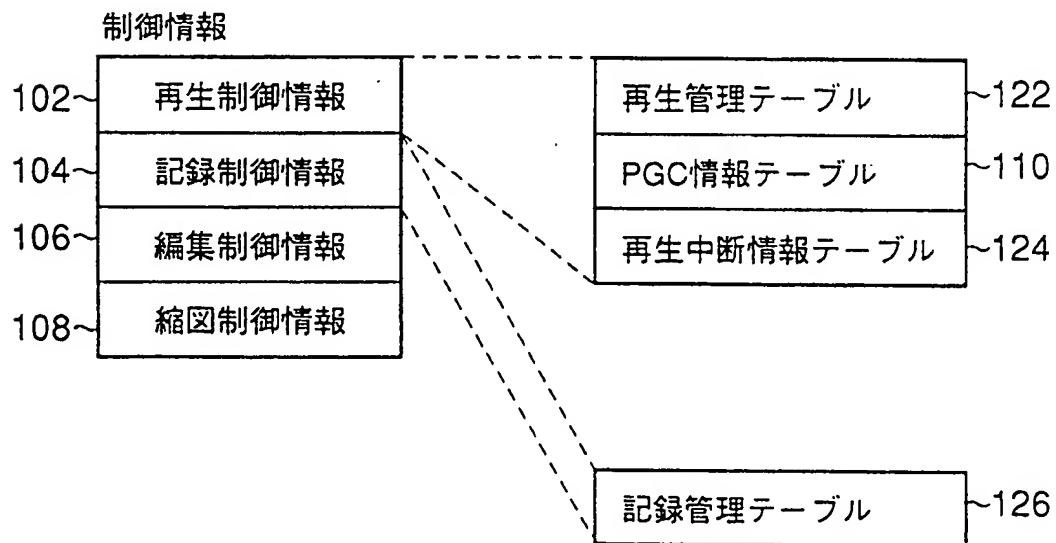 制御情報
102 再生制御情報
104 記録制御情報
106 編集制御情報
108 縮図制御情報
再生管理テーブル 122
PGC情報テーブル 110
再生中断情報テーブル 124
記録管理テーブル 126